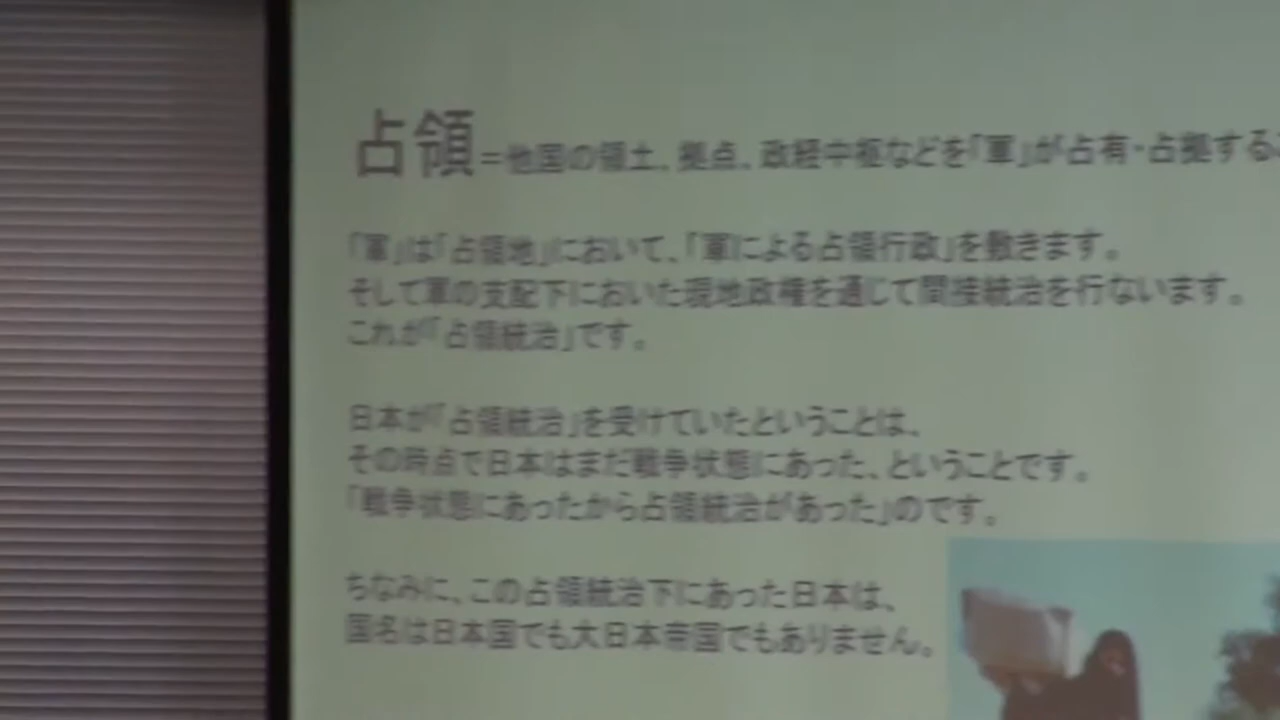 占領=他国の領土、拠点、政経中枢などを「軍」が占有・占拠する
「軍」は「占領地」において、「軍による占領行政」を敷きます。
そして軍の支配下においた現地政権を通じて間接統治を行ないます。
これが「占領統治」です。
日本が「占領統治」を受けていたということは、
その時点で日本はまだ戦争状態にあった、ということです。
「戦争状態にあったから占領統治があった」のです。
ちなみに、この占領統治下にあった日本は、
国名は日本国でも大日本帝国でもありません。